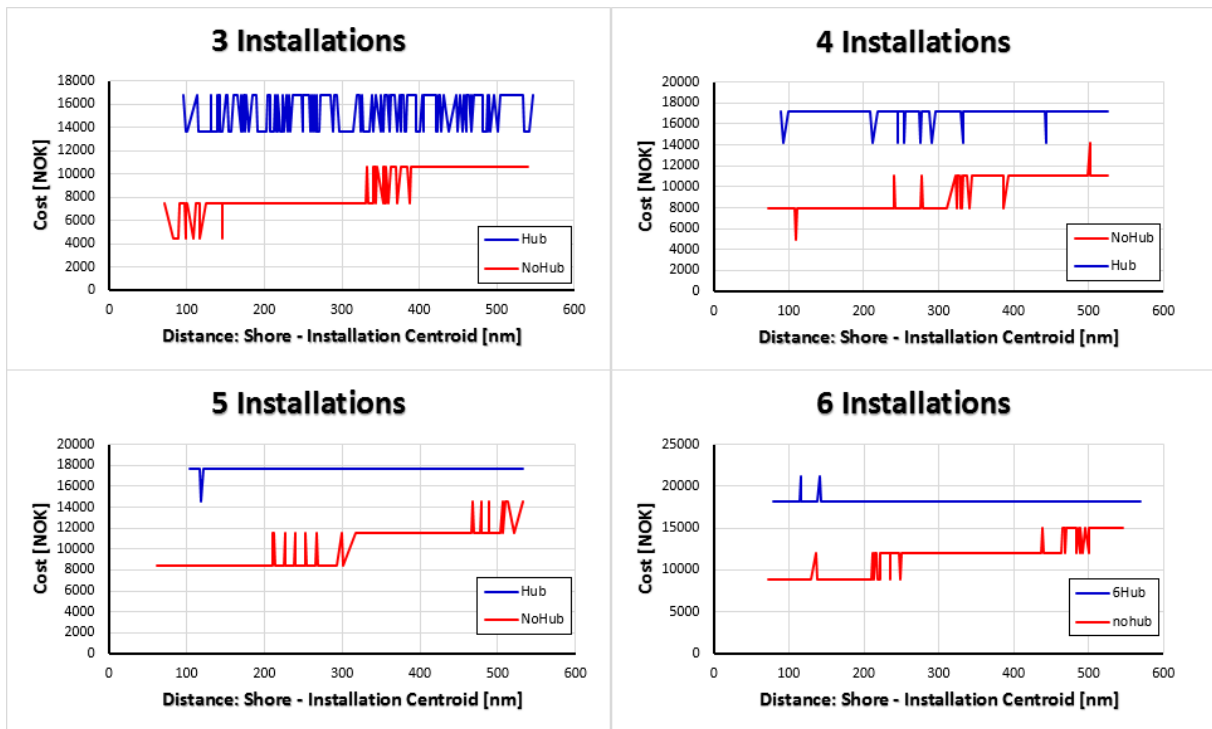 3 Installations
Cost [NOK]
18000
16000
14000
12000
10000
8000
6000
4000
2000
0
0 100 200 300 400 500 600
Distance: Shore - Installation Centroid [nm]
Hub
NoHub
4 Installations
Cost [NOK]
20000
18000
16000
14000
12000
10000
8000
6000
4000
2000
0
0 100 200 300 400 500 600
Distance: Shore - Installation Centroid [nm]
NoHub
Hub
5 Installations
Cost [NOK]
20000
18000
16000
14000
12000
10000
8000
6000
4000
2000
0
0 100 200 300 400 500 600
Distance: Shore - Installation Centroid [nm]
Hub
NoHub
6 Installations
Cost [NOK]
25000
20000
15000
10000
5000
0
0 100 200 300 400 500 600
Distance: Shore - Installation Centroid [nm]
6Hub
nohub